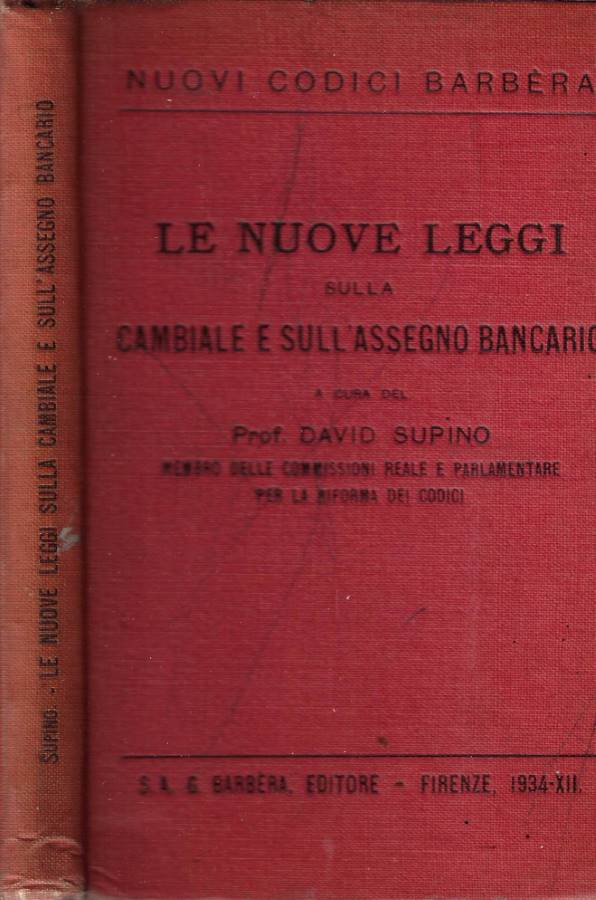 SUPINO. - LE NUOVE LEGGI SULLA CAMBIALE E SULL'ASSEGNO BANCARIO
NUOVI CODICI BARBÈRA
LE NUOVE LEGGI
SULLA
CAMBIALE E SULL'ASSEGNO BANCARIO
A CURA DEL
Prof. DAVID SUPINO
MEMBRO DELLE COMMISSIONI REALE E PARLAMENTARE
PER LA RIFORMA DEI CODICI
S. A. G. BARBÈRA, EDITORE - FIRENZE, 1934-XII.